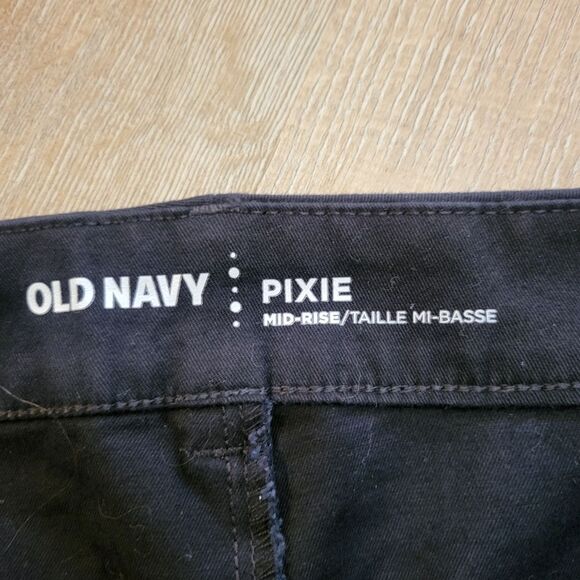 OLD NAVY
PIXIE
MID-RISE/TAILLE MI-BASSE